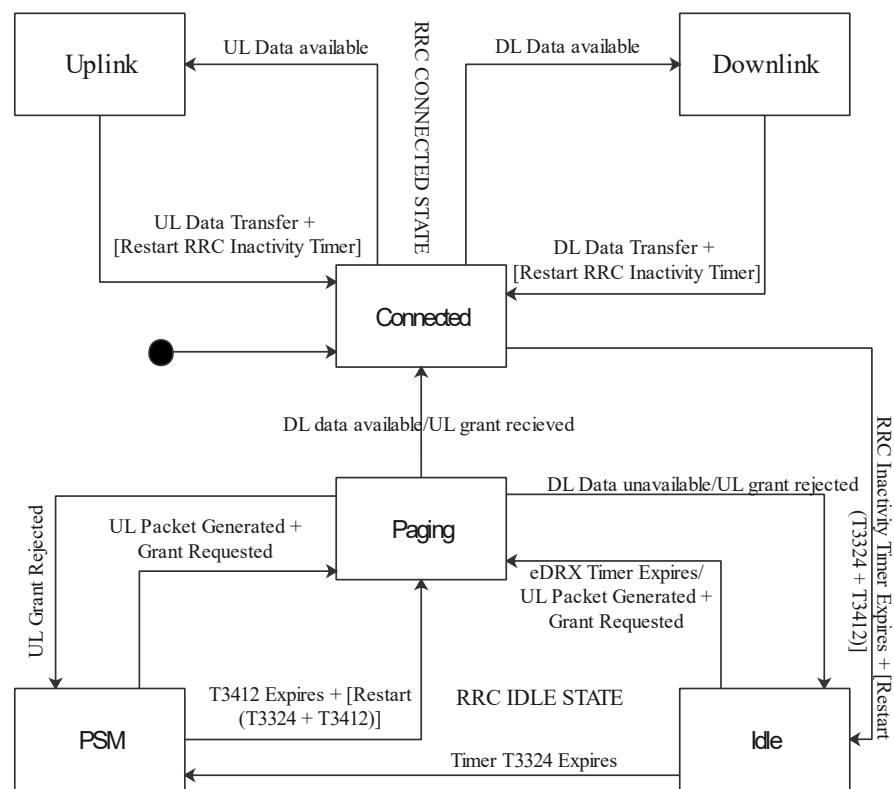 Uplink
UL Data available
RRC CONNECTED STATE
DL Data available
Downlink
UL Data Transfer +
[Restart RRC Inactivity Timer]
DL Data Transfer +
[Restart RRC Inactivity Timer]
Connected
DL data available/UL grant recieved
RRC Inactivity Timer Expires + [Restart
(T3324 + T3412)]
DL Data unavailable/UL grant rejected
UL Grant Rejected
UL Packet Generated +
Grant Requested
Paging
eDRX Timer Expires/
UL Packet Generated +
Grant Requested
T3412 Expires + [Restart
(T3324 + T3412)]
RRC IDLE STATE
PSM
Idle
Timer T3324 Expires